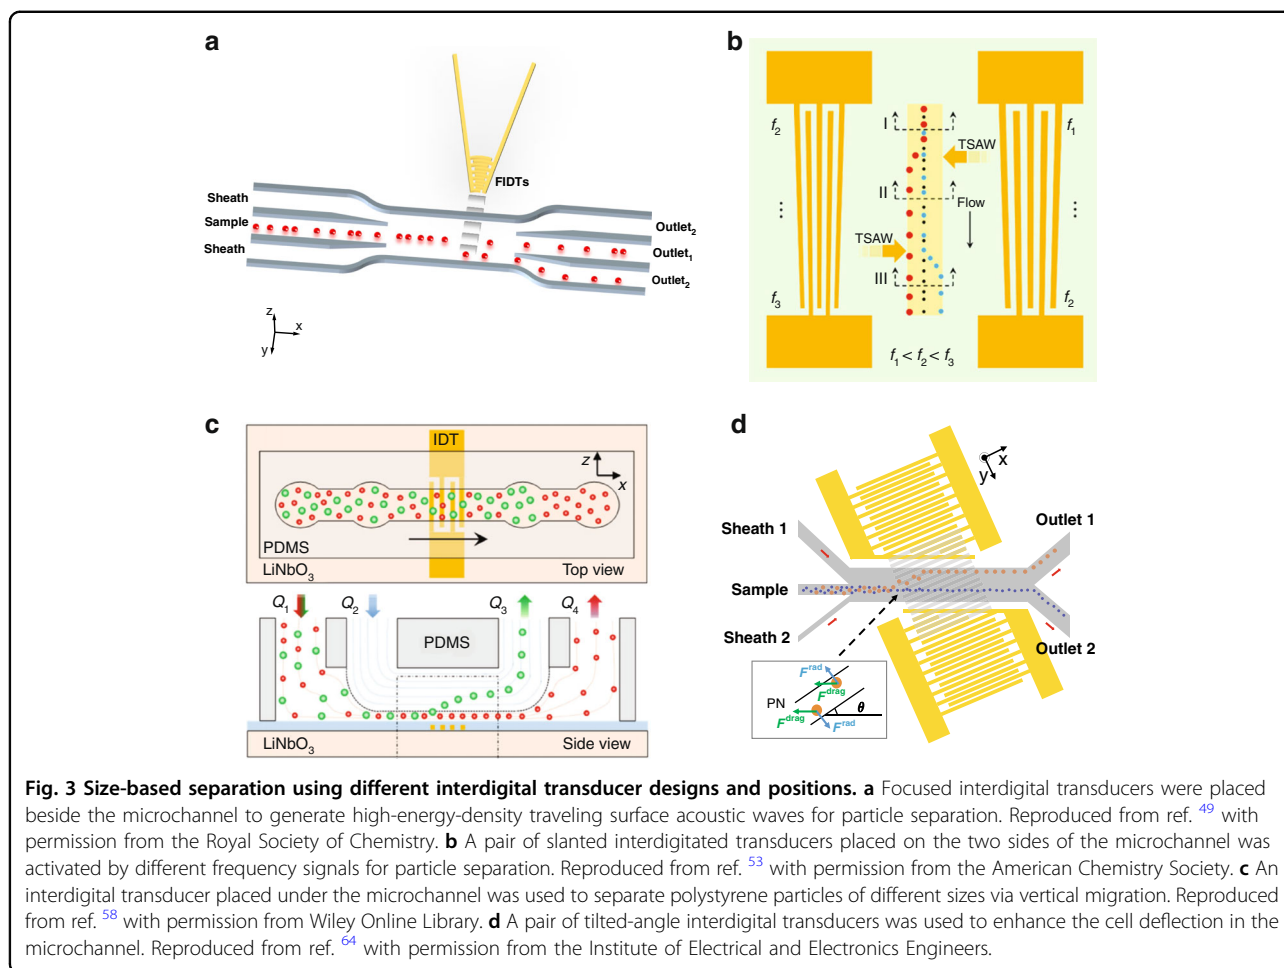 a
FIDTs
Sheath
Sample
Sheath
Outlet2
Outlet1
Outlet2
z
x
y
b
f2
f1
I
TSAW
II
Flow
⋮
⋮
TSAW
III
f3
f2
f1 < f2 < f3
c
IDT
z
x
PDMS
LiNbO3
Top view
Q1
Q2
Q3
Q4
PDMS
LiNbO3
Side view
d
x
y
Sheath 1
Outlet 1
Sample
Sheath 2
Outlet 2
F^rad
PN
F^drag
θ
F^drag
F^rad
Fig. 3 Size-based separation using different interdigital transducer designs and positions. a Focused interdigital transducers were placed
beside the microchannel to generate high-energy-density traveling surface acoustic waves for particle separation. Reproduced from ref. 49 with
permission from the Royal Society of Chemistry. b A pair of slanted interdigitated transducers placed on the two sides of the microchannel was
activated by different frequency signals for particle separation. Reproduced from ref. 53 with permission from the American Chemistry Society. c An
interdigital transducer placed under the microchannel was used to separate polystyrene particles of different sizes via vertical migration. Reproduced
from ref. 58 with permission from Wiley Online Library. d A pair of tilted-angle interdigital transducers was used to enhance the cell deflection in the
microchannel. Reproduced from ref. 64 with permission from the Institute of Electrical and Electronics Engineers.